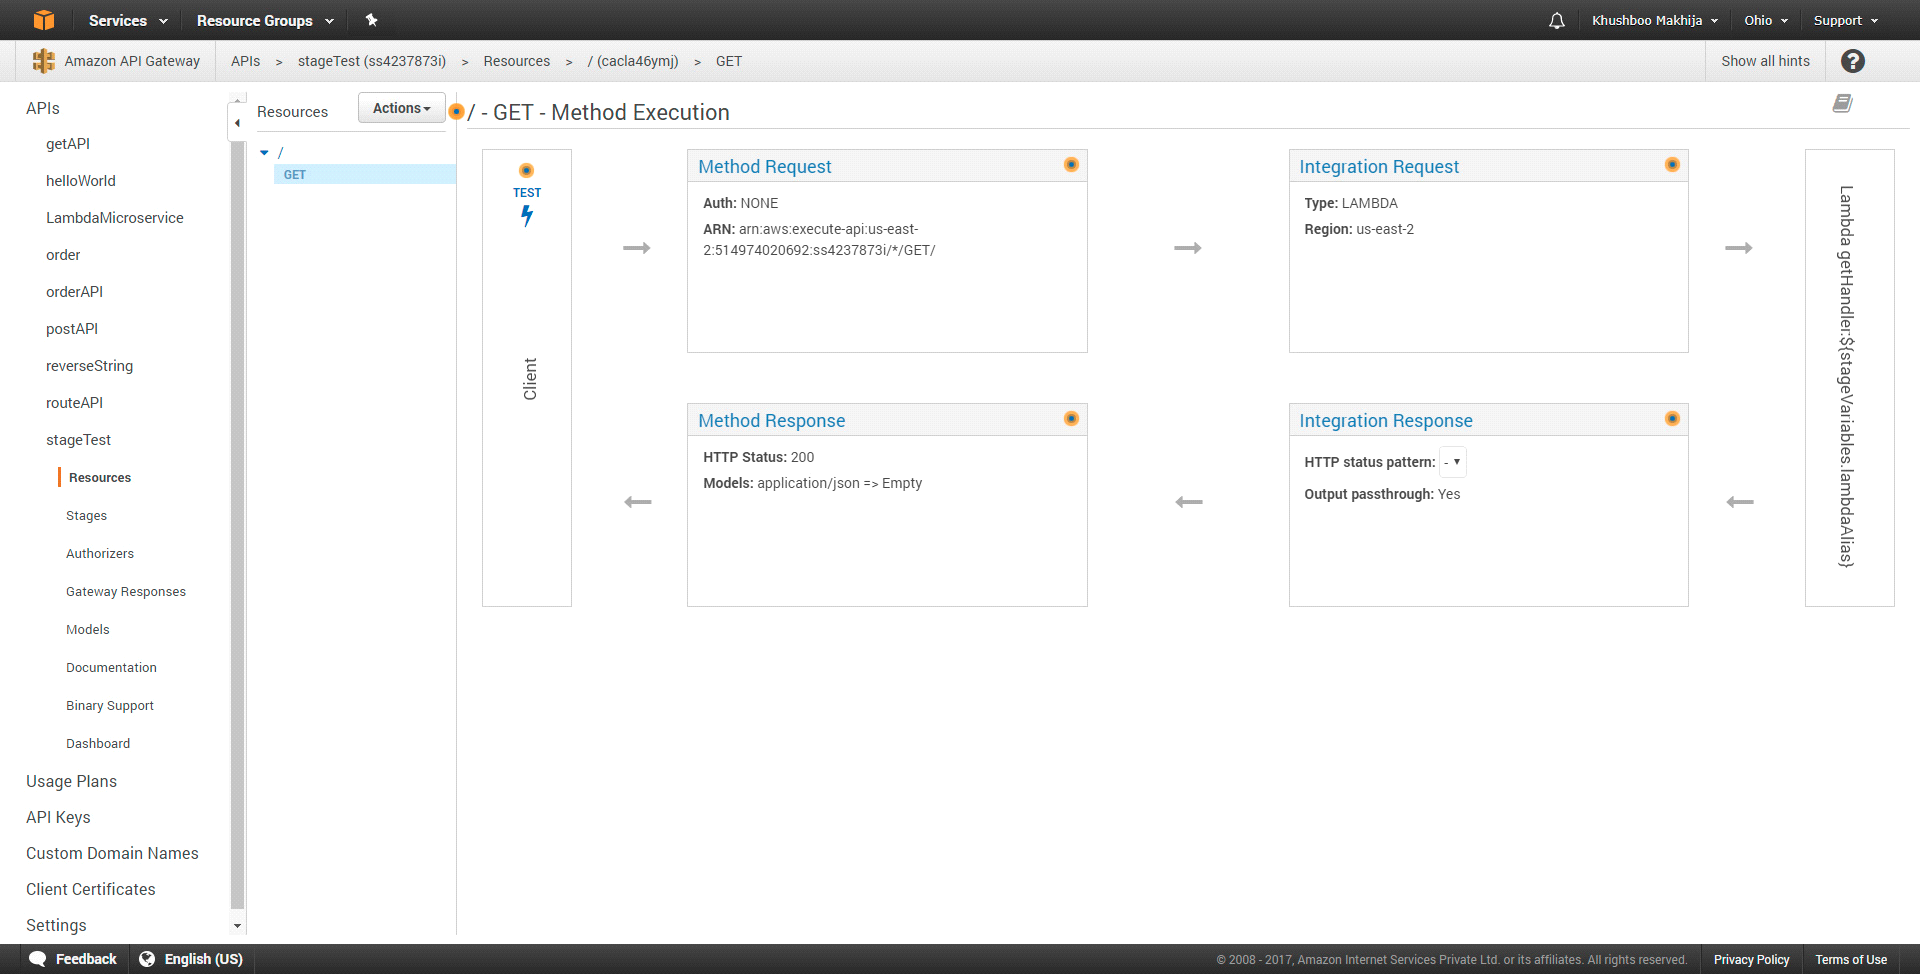 Services
Resource Groups
Khushboo Makhija
Ohio
Support
Amazon API Gateway
APIs > stageTest (ss4237873i) > Resources > / (cacla46ymj) > GET
Show all hints
?
APIs
getAPI
helloWorld
LambdaMicroservice
order
orderAPI
postAPI
reverseString
routeAPI
stageTest
Resources
Stages
Authorizers
Gateway Responses
Models
Documentation
Binary Support
Dashboard
Usage Plans
API Keys
Custom Domain Names
Client Certificates
Settings
Resources
Actions
/
GET
/ - GET - Method Execution
TEST
Client
Method Request
Auth: NONE
ARN: arn:aws:execute-api:us-east-
2:514974020692:ss4237873i/*/GET/
Integration Request
Type: LAMBDA
Region: us-east-2
Lambda getHandler:${stageVariables.lambdaAlias}
Method Response
HTTP Status: 200
Models: application/json => Empty
Integration Response
HTTP status pattern: -
Output passthrough: Yes
Feedback
English (US)
© 2008 - 2017, Amazon Internet Services Private Ltd. or its affiliates. All rights reserved.
Privacy Policy
Terms of Use